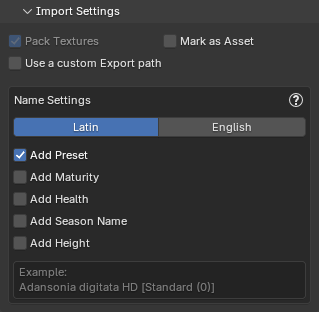 Import Settings
Pack Textures
Mark as Asset
Use a custom Export path
Name Settings
?
Latin
English
Add Preset
Add Maturity
Add Health
Add Season Name
Add Height
Example:
Adansonia digitata HD [Standard (0)]